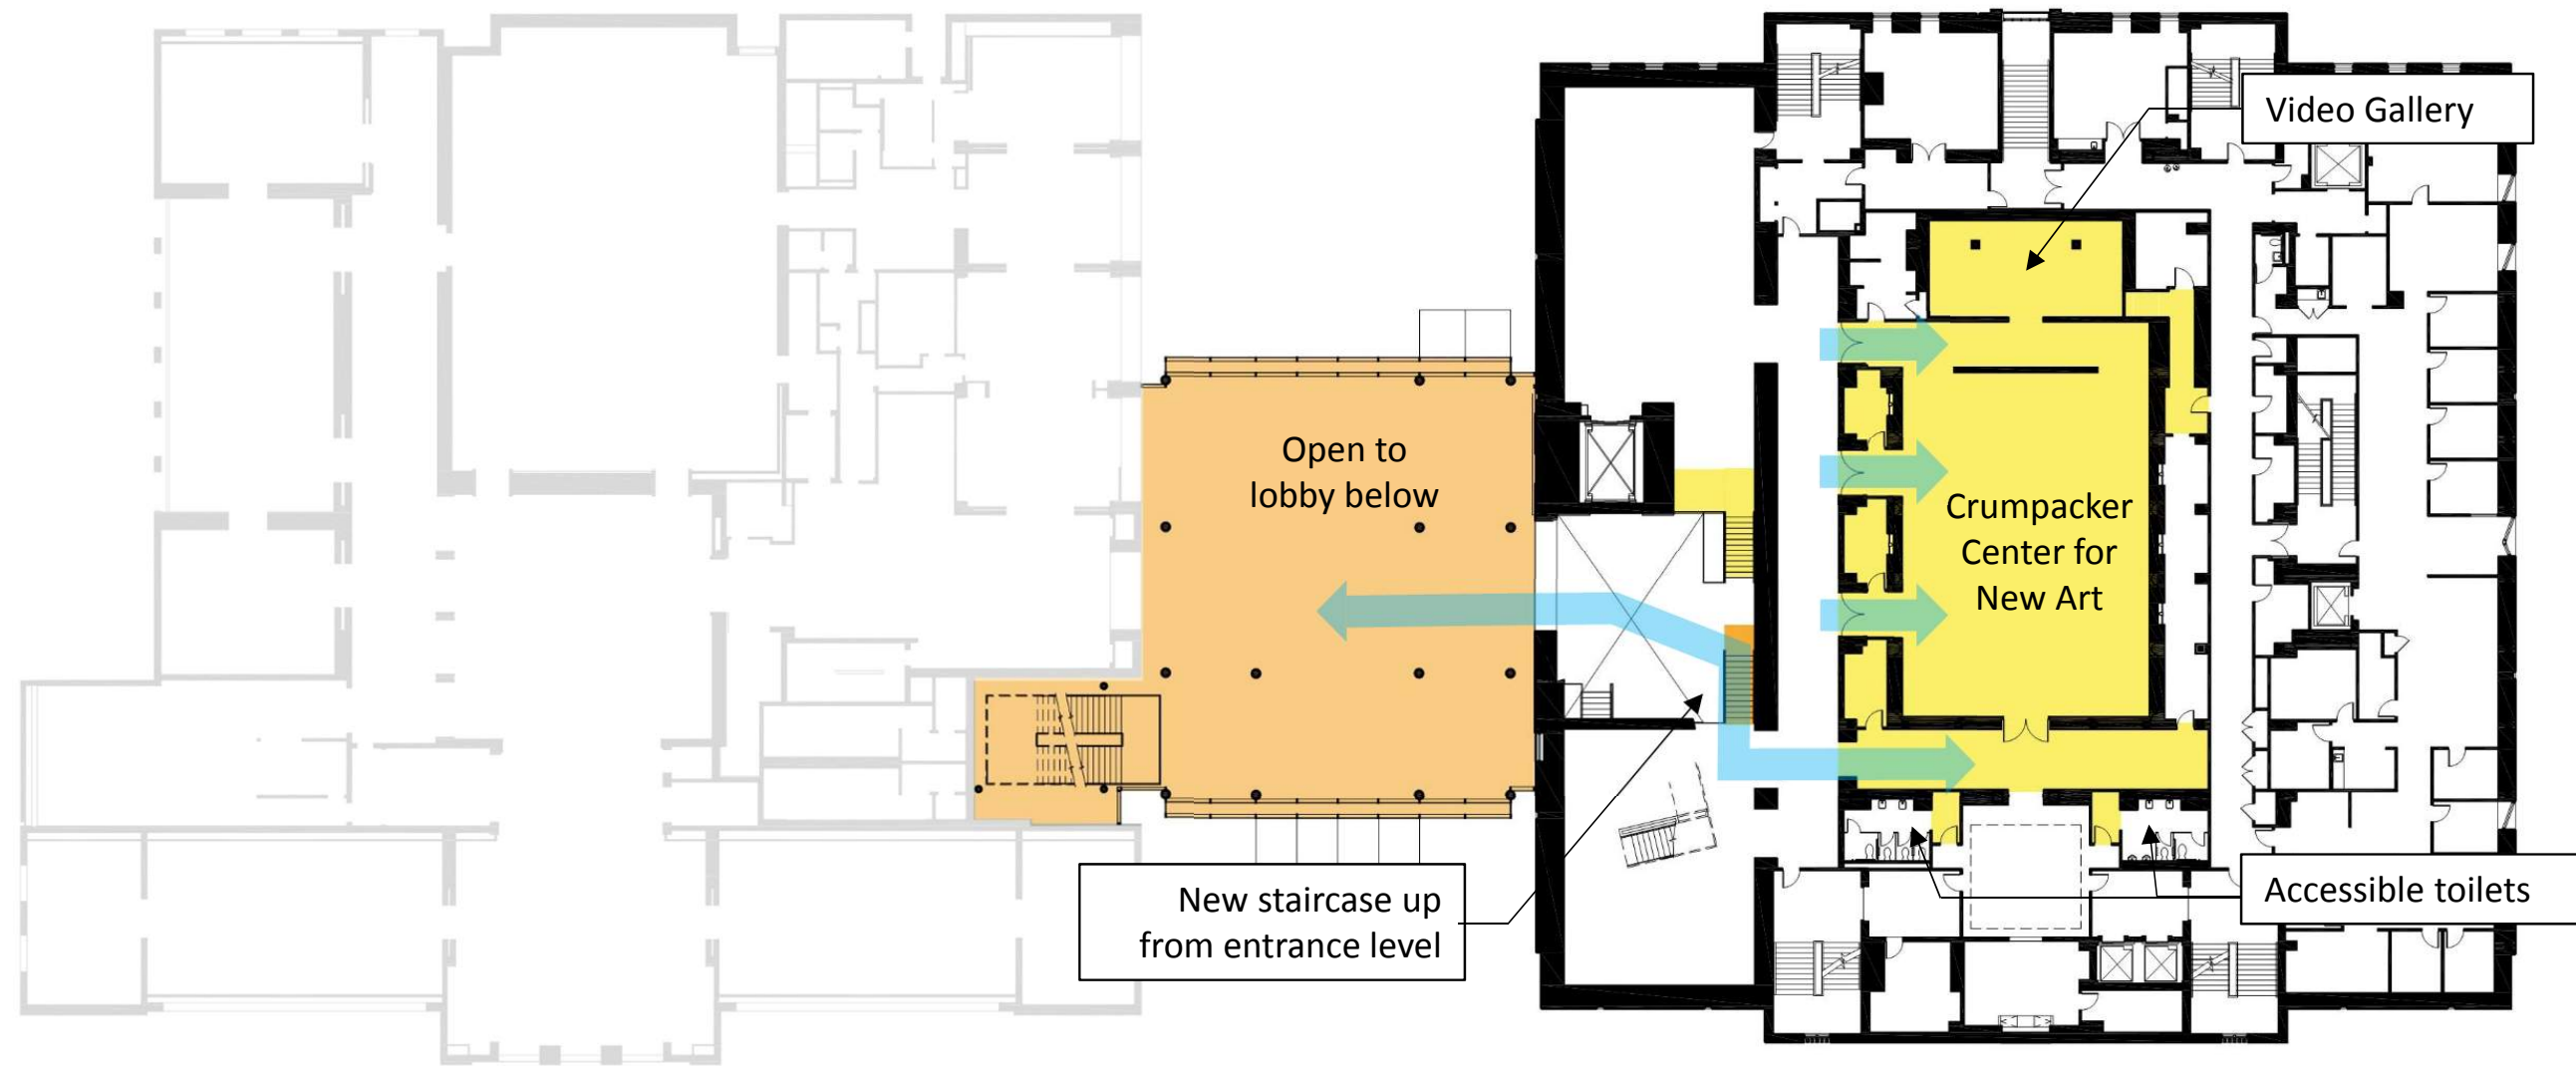 Video Gallery
Open to
lobby below
Crumpacker
Center for
New Art
New staircase up
from entrance level
Accessible toilets